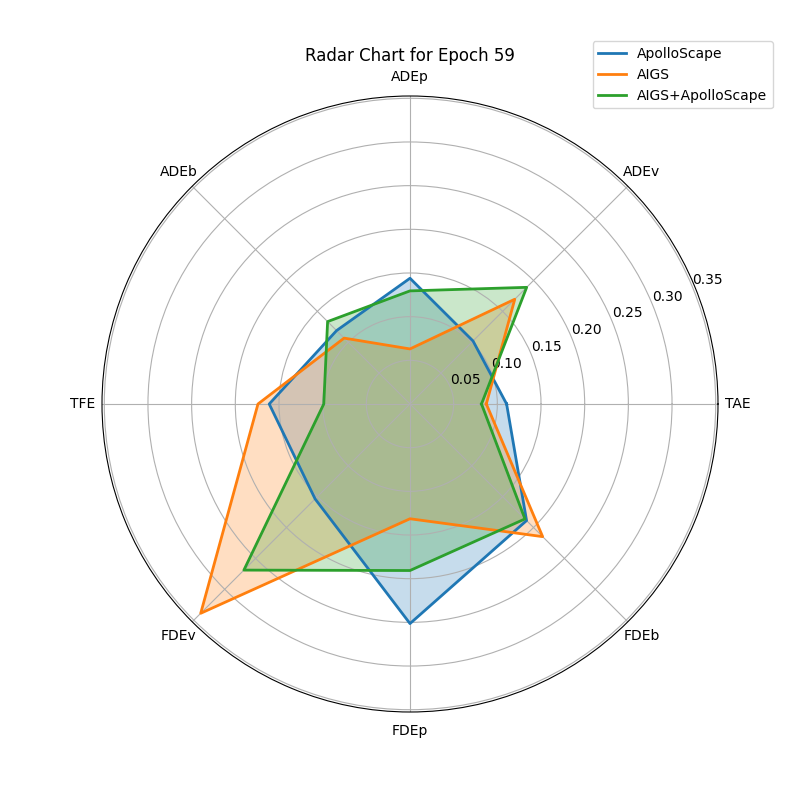 Radar Chart for Epoch 59
ApolloScape
AIGS
AIGS+ApolloScape
ADEp
ADEb
ADEv
0.35
0.30
0.25
0.20
0.15
0.10
0.05
TFE
TAE
FDEv
FDEb
FDEp